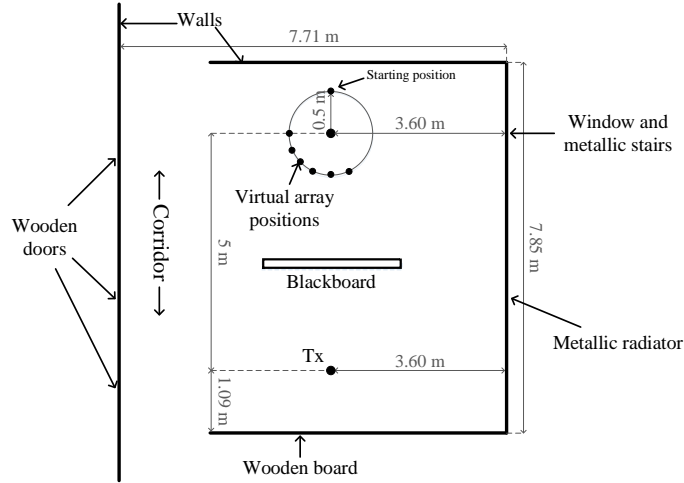 Walls
7.71 m
Starting position
0.5 m
3.60 m
Window and
metallic stairs
Virtual array
positions
Wooden
doors
Corridor
5 m
7.85 m
Blackboard
Metallic radiator
Tx
3.60 m
1.09 m
Wooden board